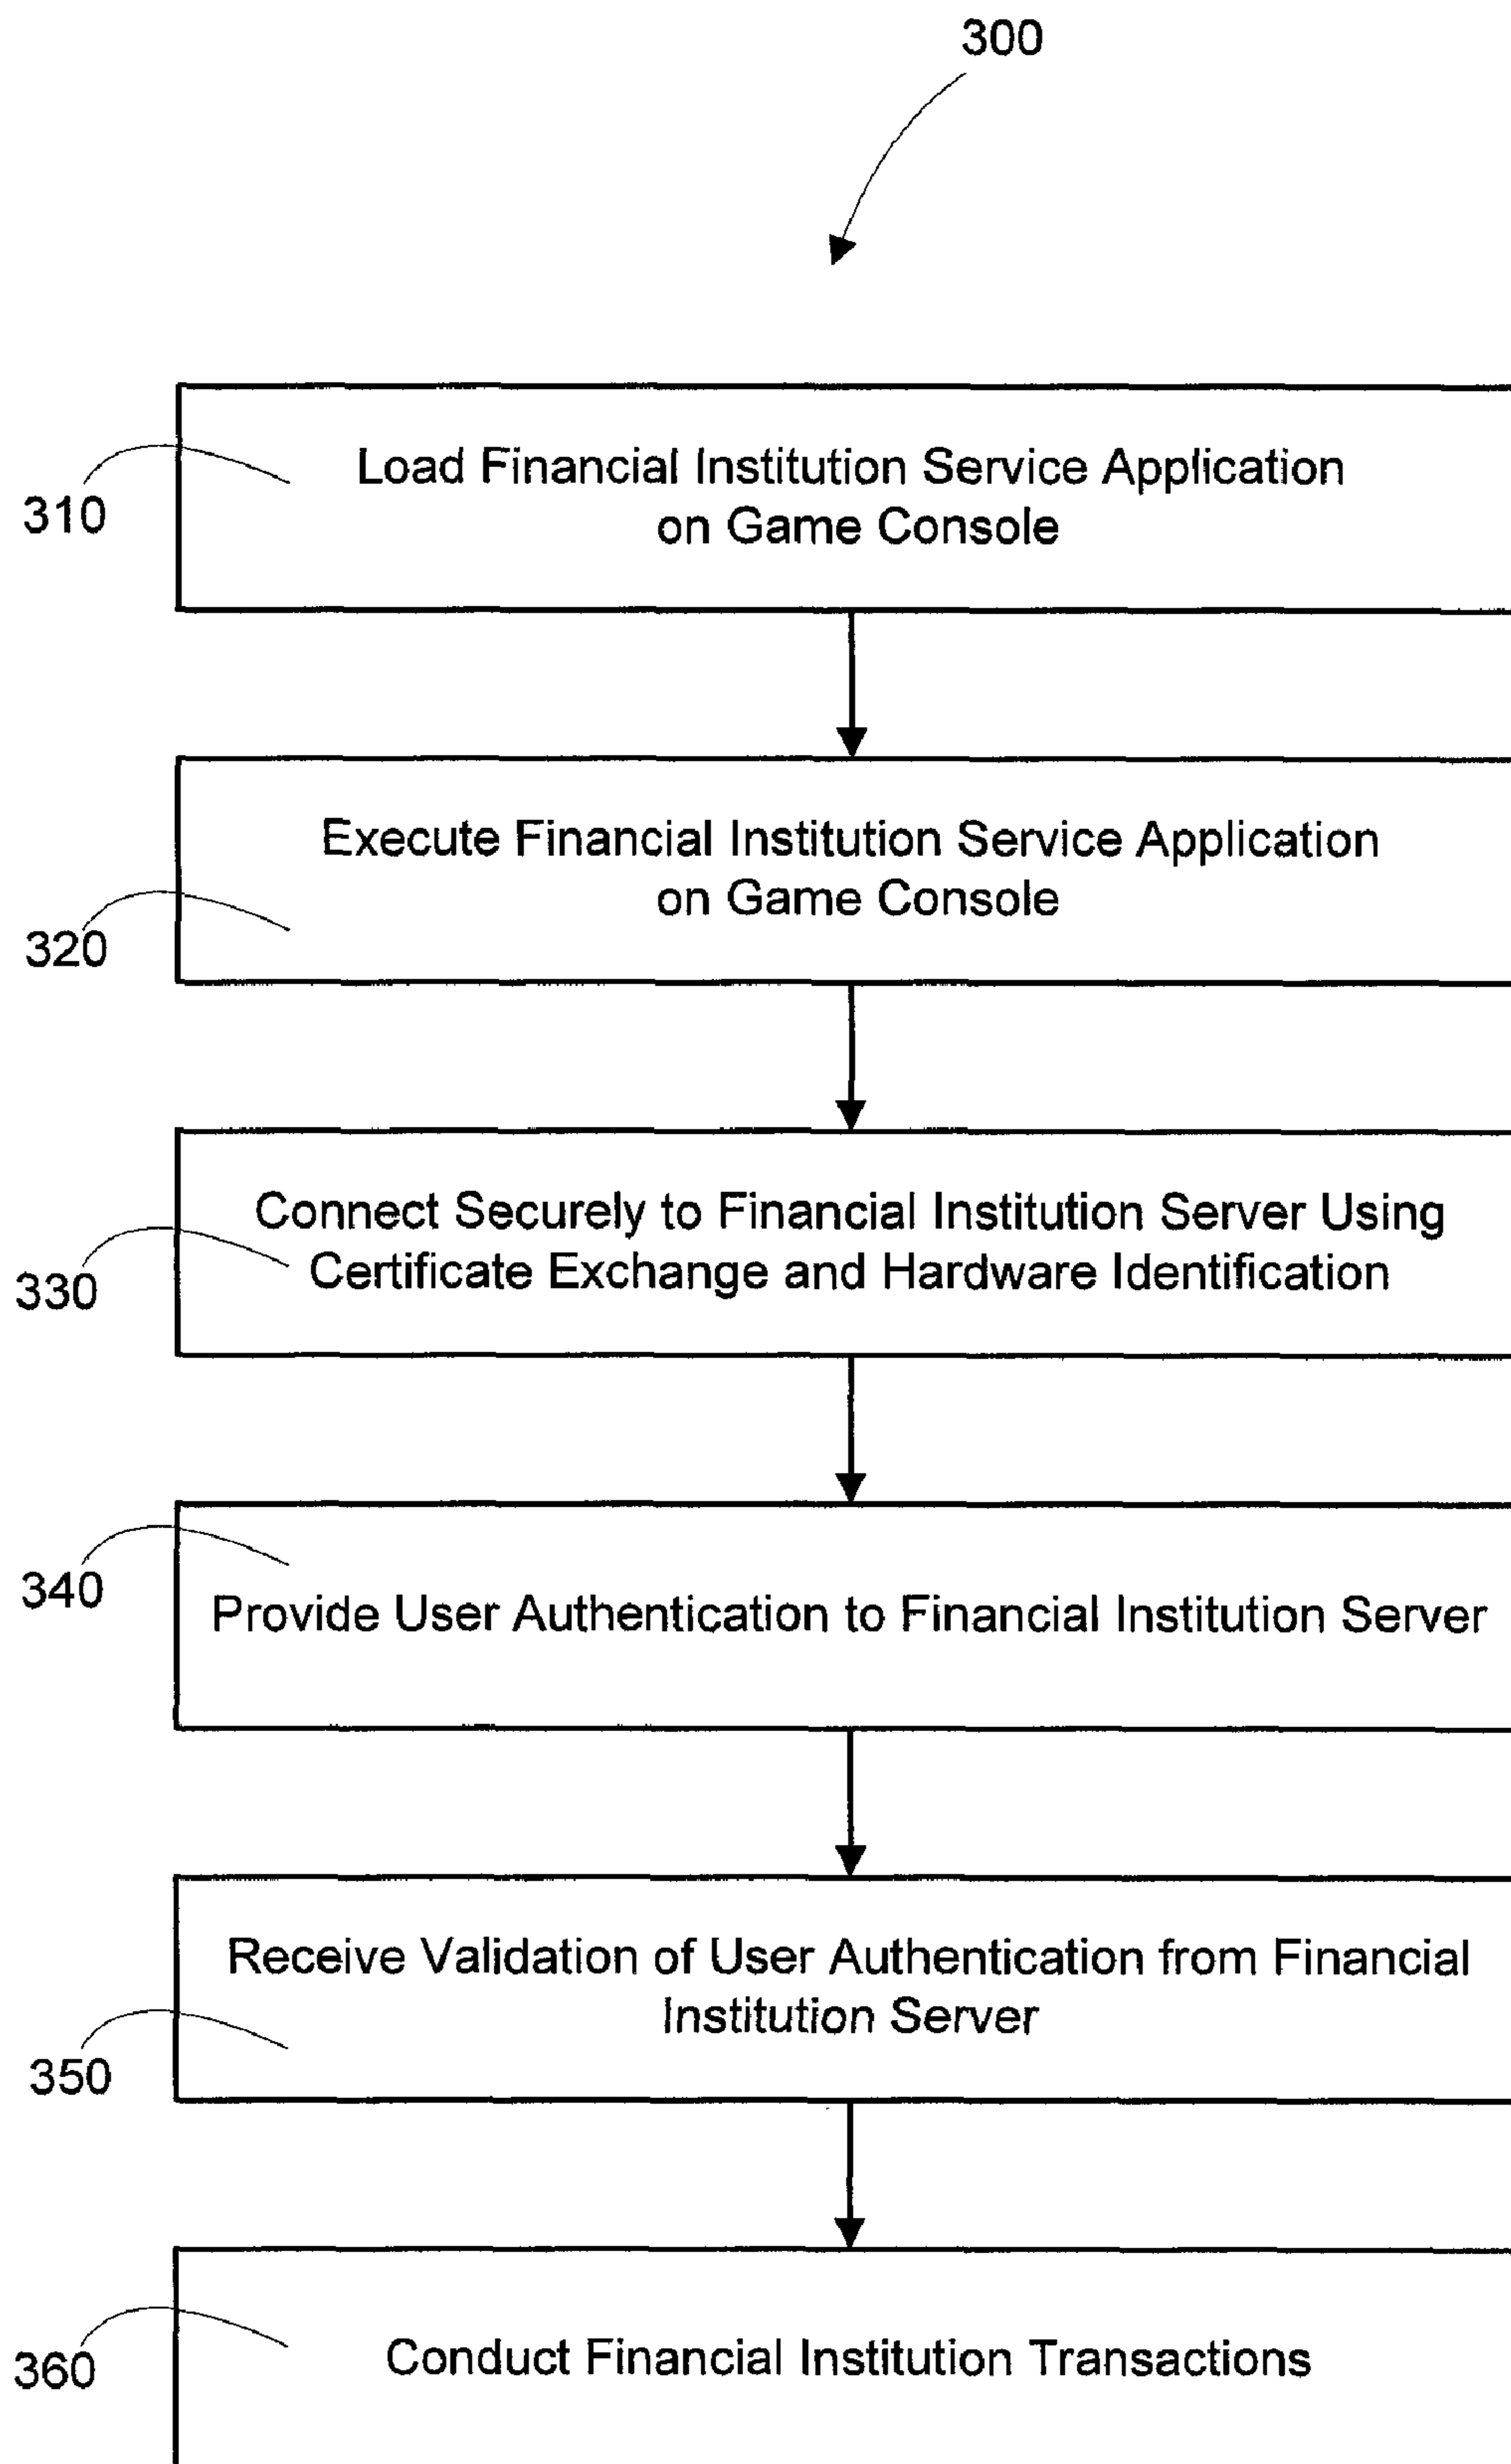 300
310
Load Financial Institution Service Application
on Game Console
320
Execute Financial Institution Service Application
on Game Console
330
Connect Securely to Financial Institution Server Using
Certificate Exchange and Hardware Identification
340
Provide User Authentication to Financial Institution Server
350
Receive Validation of User Authentication from Financial
Institution Server
360
Conduct Financial Institution Transactions